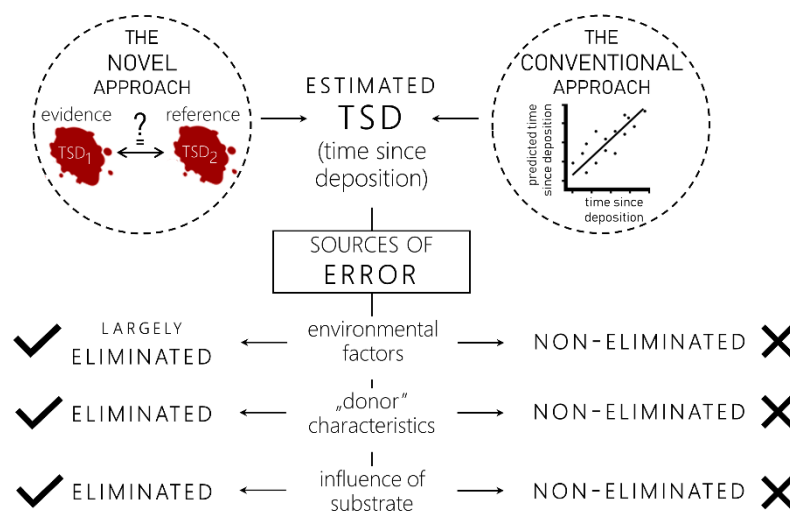 THE
NOVEL
APPROACH
evidence
?
=
reference
TSD1
TSD2
ESTIMATED
TSD
(time since
deposition)
THE
CONVENTIONAL
APPROACH
predicted time
since deposition
time since
deposition
SOURCES OF
ERROR
LARGELY
ELIMINATED
environmental
factors
NON-ELIMINATED
ELIMINATED
„donor”
characteristics
NON-ELIMINATED
ELIMINATED
influence of
substrate
NON-ELIMINATED